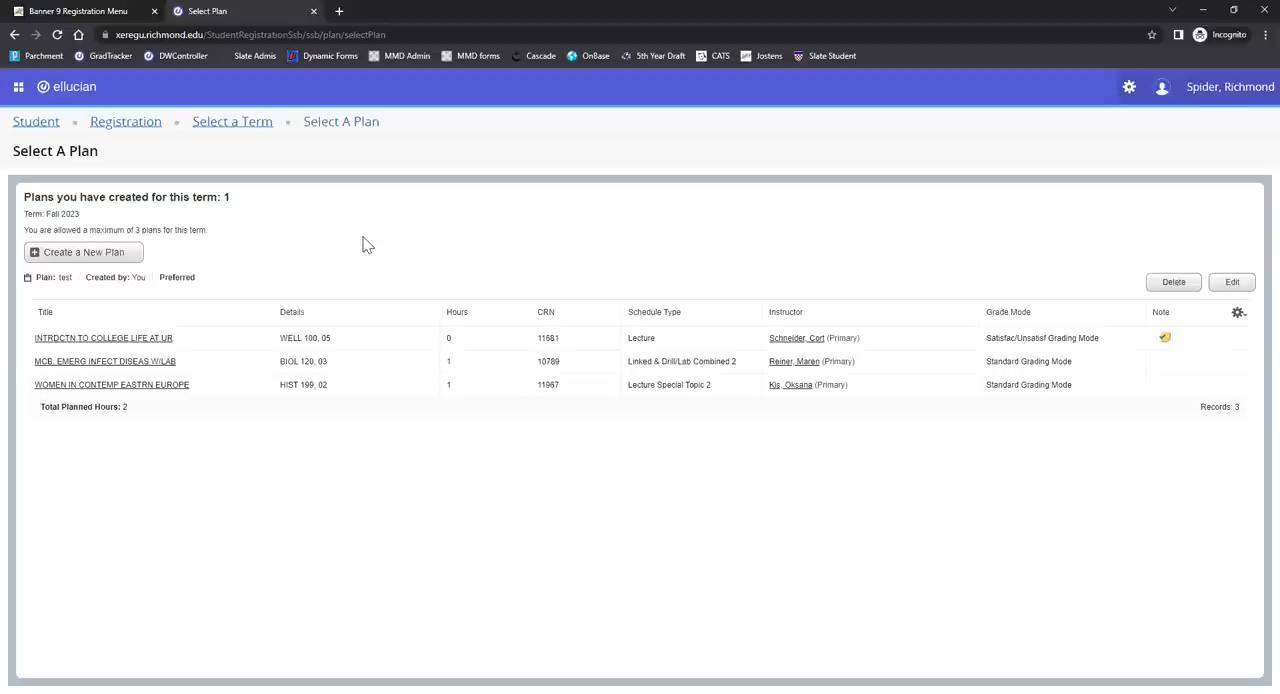 Banner 9 Registration Menu
Select Plan
xeregu.richmond.edu/StudentRegistrationSsb/ssb/plan/selectPlan
Incognito
Parchment GradTracker DWController Slate Admis Dynamic Forms MMD Admin MMD forms Cascade OnBase 5th Year Draft CATS Jostens Slate Student
ellucian
Spider, Richmond
Student Registration Select a Term Select A Plan
Select A Plan
Plans you have created for this term: 1
Term: Fall 2023
You are allowed a maximum of 3 plans for this term.
Create a New Plan
Plan: test Created by: You Preferred
Delete Edit
Title Details Hours CRN Schedule Type Instructor Grade Mode Note
INTRDCTN TO COLLEGE LIFE AT UR WELL 100, 05 0 11681 Lecture Schneider, Cort (Primary) Satisfac/Unsatisf Grading Mode
MCB: EMERG INFECT DISEAS W/LAB BIOL 120, 03 1 10789 Linked & Drill/Lab Combined 2 Reiner, Maren (Primary) Standard Grading Mode
WOMEN IN CONTEMP EASTRN EUROPE HIST 199, 02 1 11967 Lecture Special Topic 2 Kis, Oksana (Primary) Standard Grading Mode
Total Planned Hours: 2 Records: 3